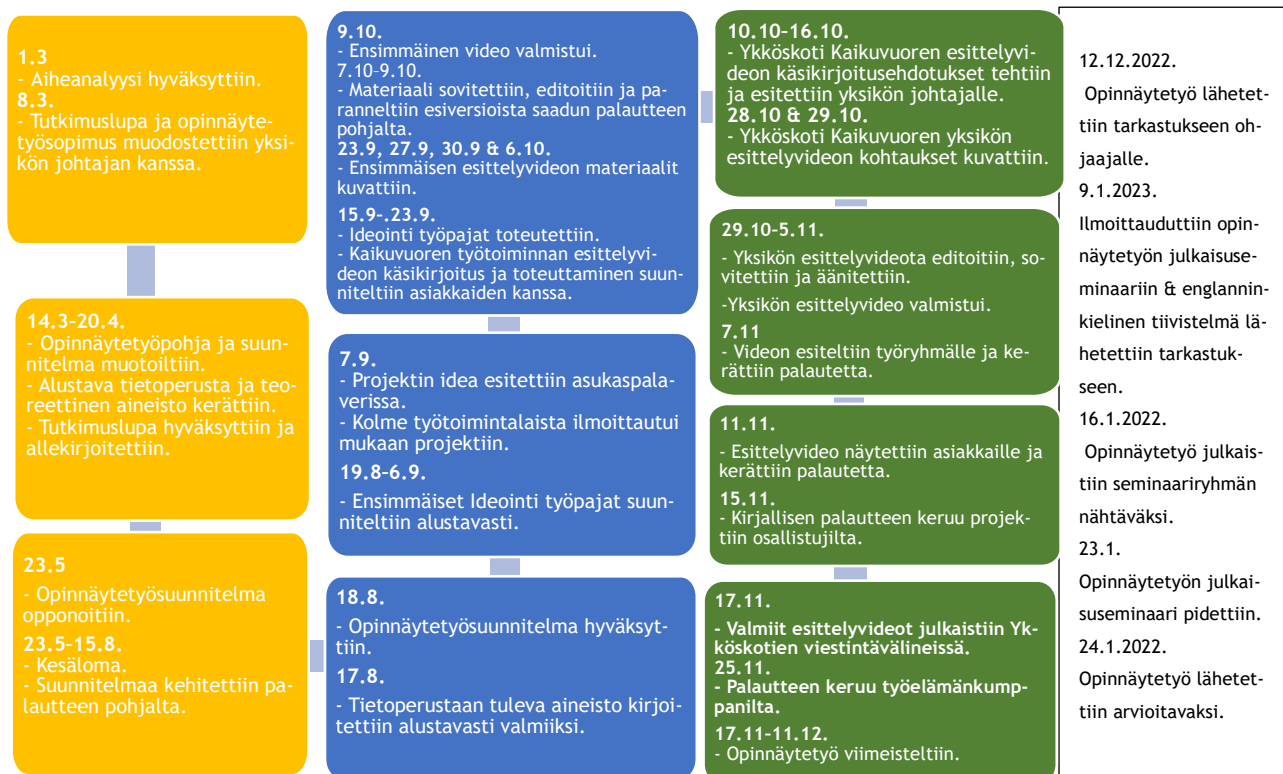 1.3
- Aiheanalyysi hyväksyttiin.
8.3.
- Tutkimuslupa ja opinnäyte-
työsopimus muodostettiin yksi-
kön johtajan kanssa.
14.3–20.4.
- Opinnäytetyöpohja ja suun-
nitelma muotoiltiin.
- Alustava tietoperusta ja teo-
reettinen aineisto kerättiin.
- Tutkimuslupa hyväksyttiin ja
allekirjoitettiin.
23.5
- Opinnäytetyösuunnitelma
opponoitiin.
23.5–15.8.
- Kesäloma.
- Suunnitelmaa kehitettiin pa-
lautteen pohjalta.
9.10.
- Ensimmäinen video valmistui.
7.10–9.10.
- Materiaali sovitettiin, editoitiin ja pa-
ranneltiin esiversioista saadun palautteen
pohjalta.
23.9, 27.9, 30.9 & 6.10.
- Ensimmäisen esittelyvideon materiaalit
kuvattiin.
15.9-.23.9.
- Ideointi työpajat toteutettiin.
- Kaikuvuoren työtoiminnan esittelyvi-
deon käsikirjoitus ja toteuttaminen suun-
niteltiin asiakkaiden kanssa.
7.9.
- Projektin idea esitettiin asukaspala-
verissa.
- Kolme työtoimintalaista ilmoittautui
mukaan projektiin.
19.8–6.9.
- Ensimmäiset Ideointi työpajat suun-
niteltiin alustavasti.
18.8.
- Opinnäytetyösuunnitelma hyväksyt-
tiin.
17.8.
- Tietoperustaan tuleva aineisto kirjoi-
tettiin alustavasti valmiiksi.
10.10–16.10.
- Ykköskoti Kaikuvuoren esittelyvi-
deon käsikirjoitusehdotukset tehtiin
ja esitettiin yksikön johtajalle.
28.10 & 29.10.
- Ykköskoti Kaikuvuoren yksikön
esittelyvideon kohtaukset kuvattiin.
29.10–5.11.
- Yksikön esittelyvideota editoitiin, so-
vitettiin ja äänitettiin.
-Yksikön esittelyvideo valmistui.
7.11
- Videon esiteltiin työryhmälle ja ke-
rättiin palautetta.
11.11.
- Esittelyvideo näytettiin asiakkaille ja
kerättiin palautetta.
15.11.
- Kirjallisen palautteen keruu projek-
tiin osallistujilta.
17.11.
- Valmiit esittelyvideot julkaistiin Yk-
köskotien viestintävälineissä.
25.11.
- Palautteen keruu työelämänkump-
panilta.
17.11–11.12.
- Opinnäytetyö viimeisteltiin.
12.12.2022.
Opinnäytetyö lähetet-
tiin tarkastukseen oh-
jaajalle.
9.1.2023.
Ilmoittauduttiin opin-
näytetyön julkaisuse-
minaariin & englannin-
kielinen tiivistelmä lä-
hetettiin tarkastuk-
seen.
16.1.2022.
Opinnäytetyö julkais-
tiin seminaariryhmän
nähtäväksi.
23.1.
Opinnäytetyön julkai-
suseminaari pidettiin.
24.1.2022.
Opinnäytetyö lähetet-
tiin arvioitavaksi.